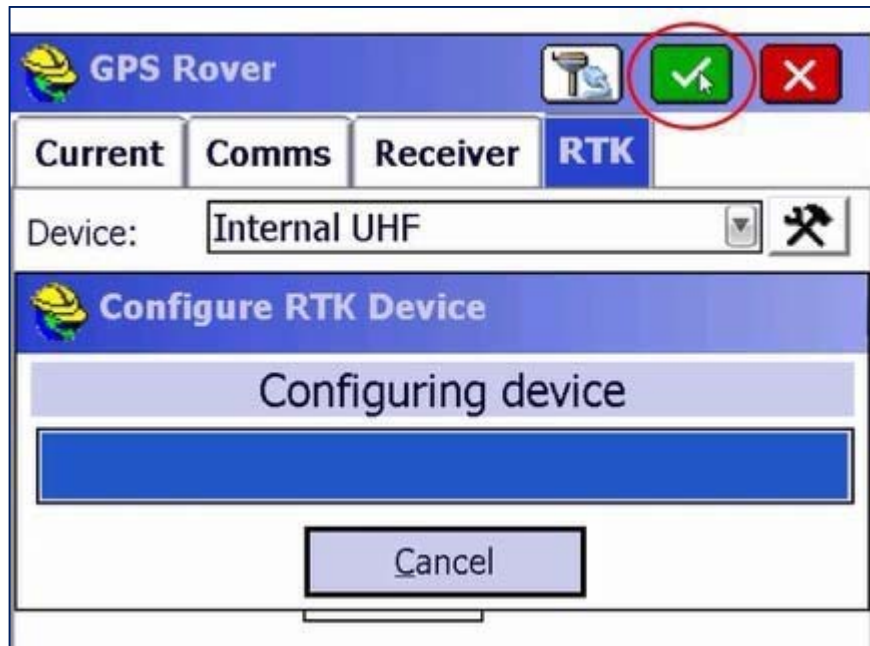 GPS Rover
Current Comms Receiver RTK
Device: Internal UHF
Configure RTK Device
Configuring device
Cancel